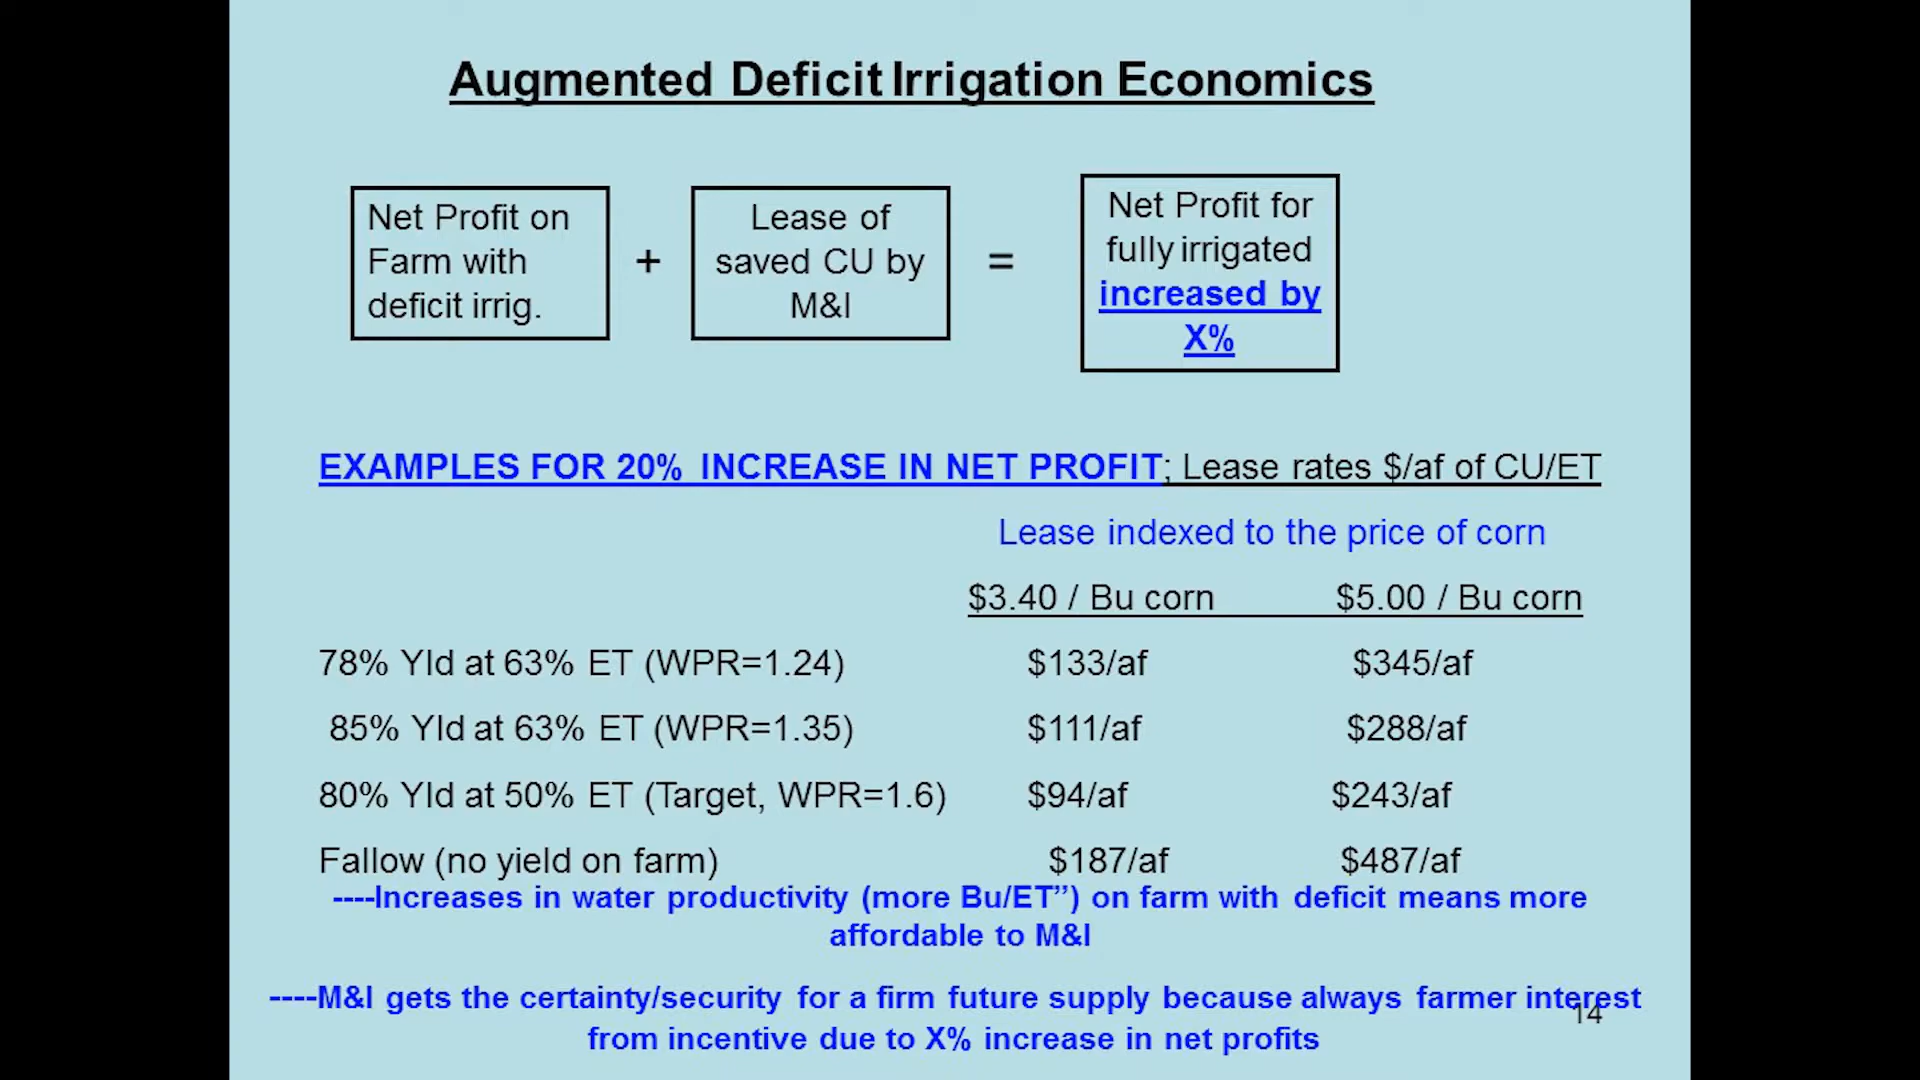 Augmented Deficit Irrigation Economics
Net Profit on
Farm with
deficit irrig.
+
Lease of
saved CU by
M&I
=
Net Profit for
fully irrigated
increased by
X%
EXAMPLES FOR 20% INCREASE IN NET PROFIT; Lease rates $/af of CU/ET
Lease indexed to the price of corn
$3.40 / Bu corn $5.00 / Bu corn
78% Yld at 63% ET (WPR=1.24) $133/af $345/af
85% Yld at 63% ET (WPR=1.35) $111/af $288/af
80% Yld at 50% ET (Target, WPR=1.6) $94/af $243/af
Fallow (no yield on farm) $187/af $487/af
----Increases in water productivity (more Bu/ET”) on farm with deficit means more
affordable to M&I
----M&I gets the certainty/security for a firm future supply because always farmer interest
from incentive due to X% increase in net profits
14